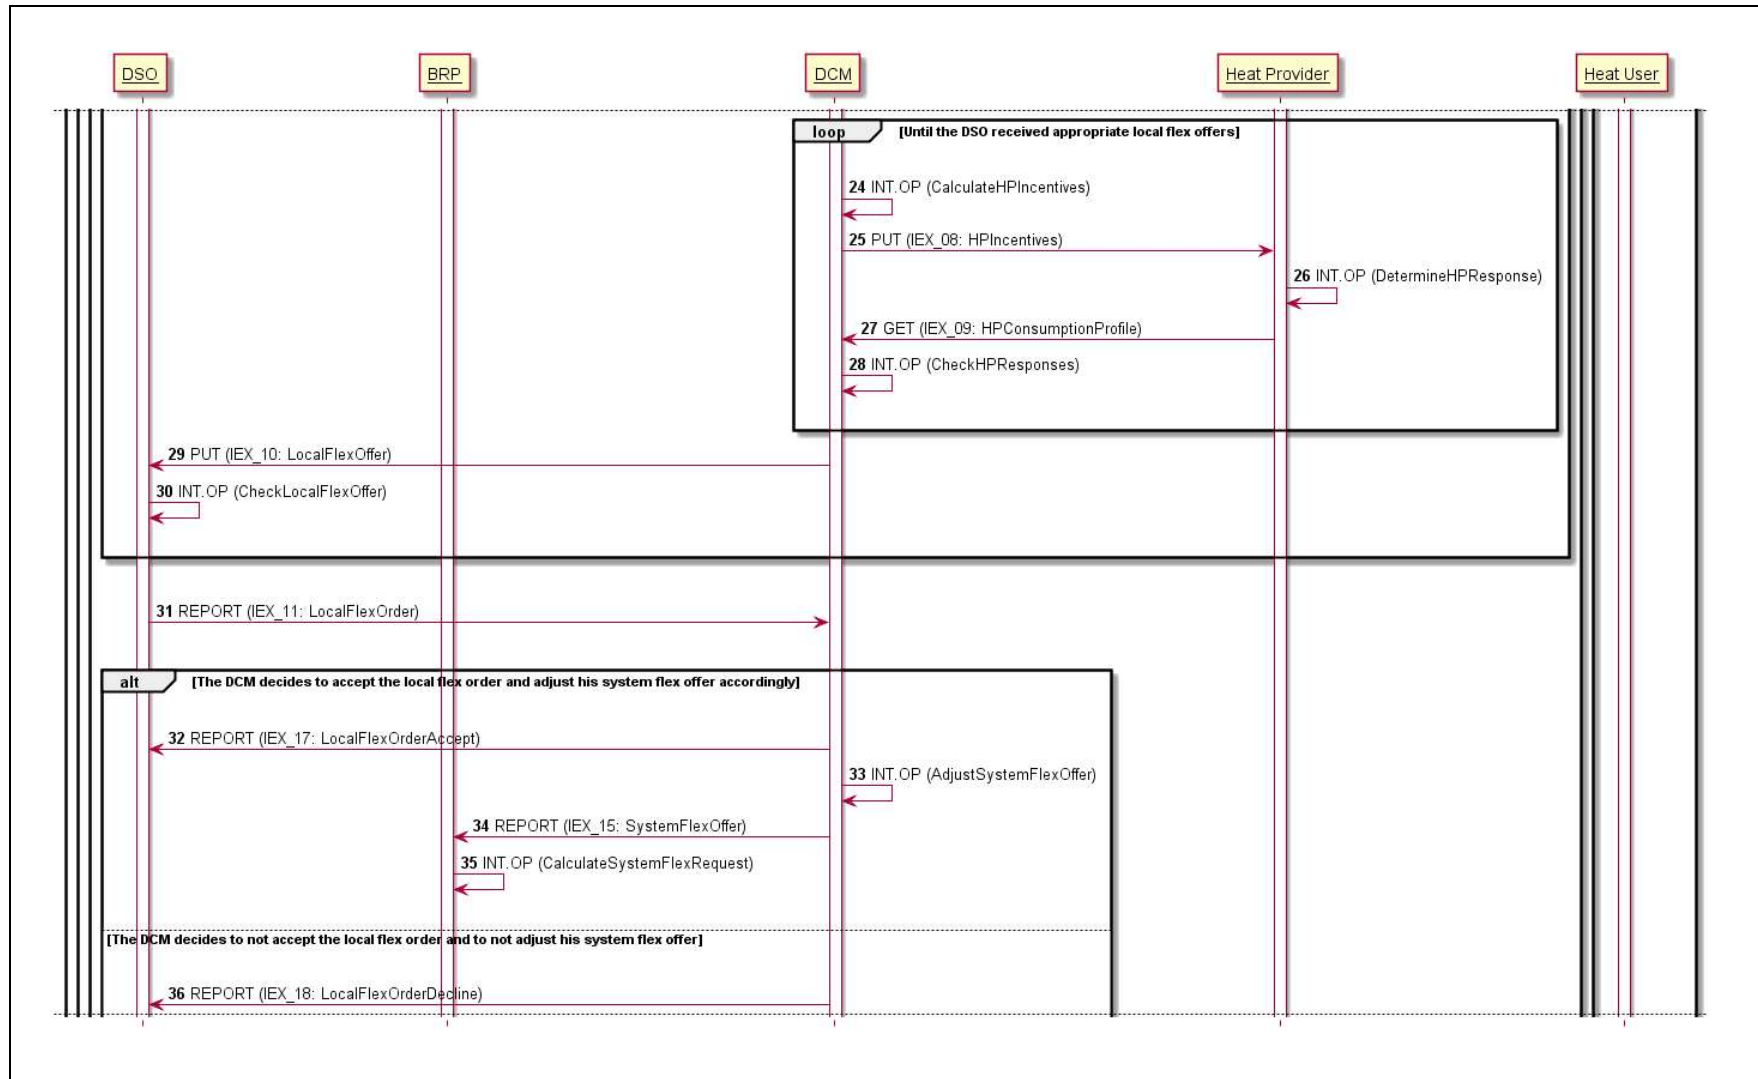 DSO
BRP
DCM
Heat Provider
Heat User
loop
[Until the DSO received appropriate local flex offers]
24 INT.OP (CalculateHPIncentives)
25 PUT (IEX_08: HPIncentives)
26 INT.OP (DetermineHPResponse)
27 GET (IEX_09: HPConsumptionProfile)
28 INT.OP (CheckHPResponses)
29 PUT (IEX_10: LocalFlexOffer)
30 INT.OP (CheckLocalFlexOffer)
31 REPORT (IEX_11: LocalFlexOrder)
alt
[The DCM decides to accept the local flex order and adjust his system flex offer accordingly]
32 REPORT (IEX_17: LocalFlexOrderAccept)
33 INT.OP (AdjustSystemFlexOffer)
34 REPORT (IEX_15: SystemFlexOffer)
35 INT.OP (CalculateSystemFlexRequest)
[The DCM decides to not accept the local flex order and to not adjust his system flex offer]
36 REPORT (IEX_18: LocalFlexOrderDecline)